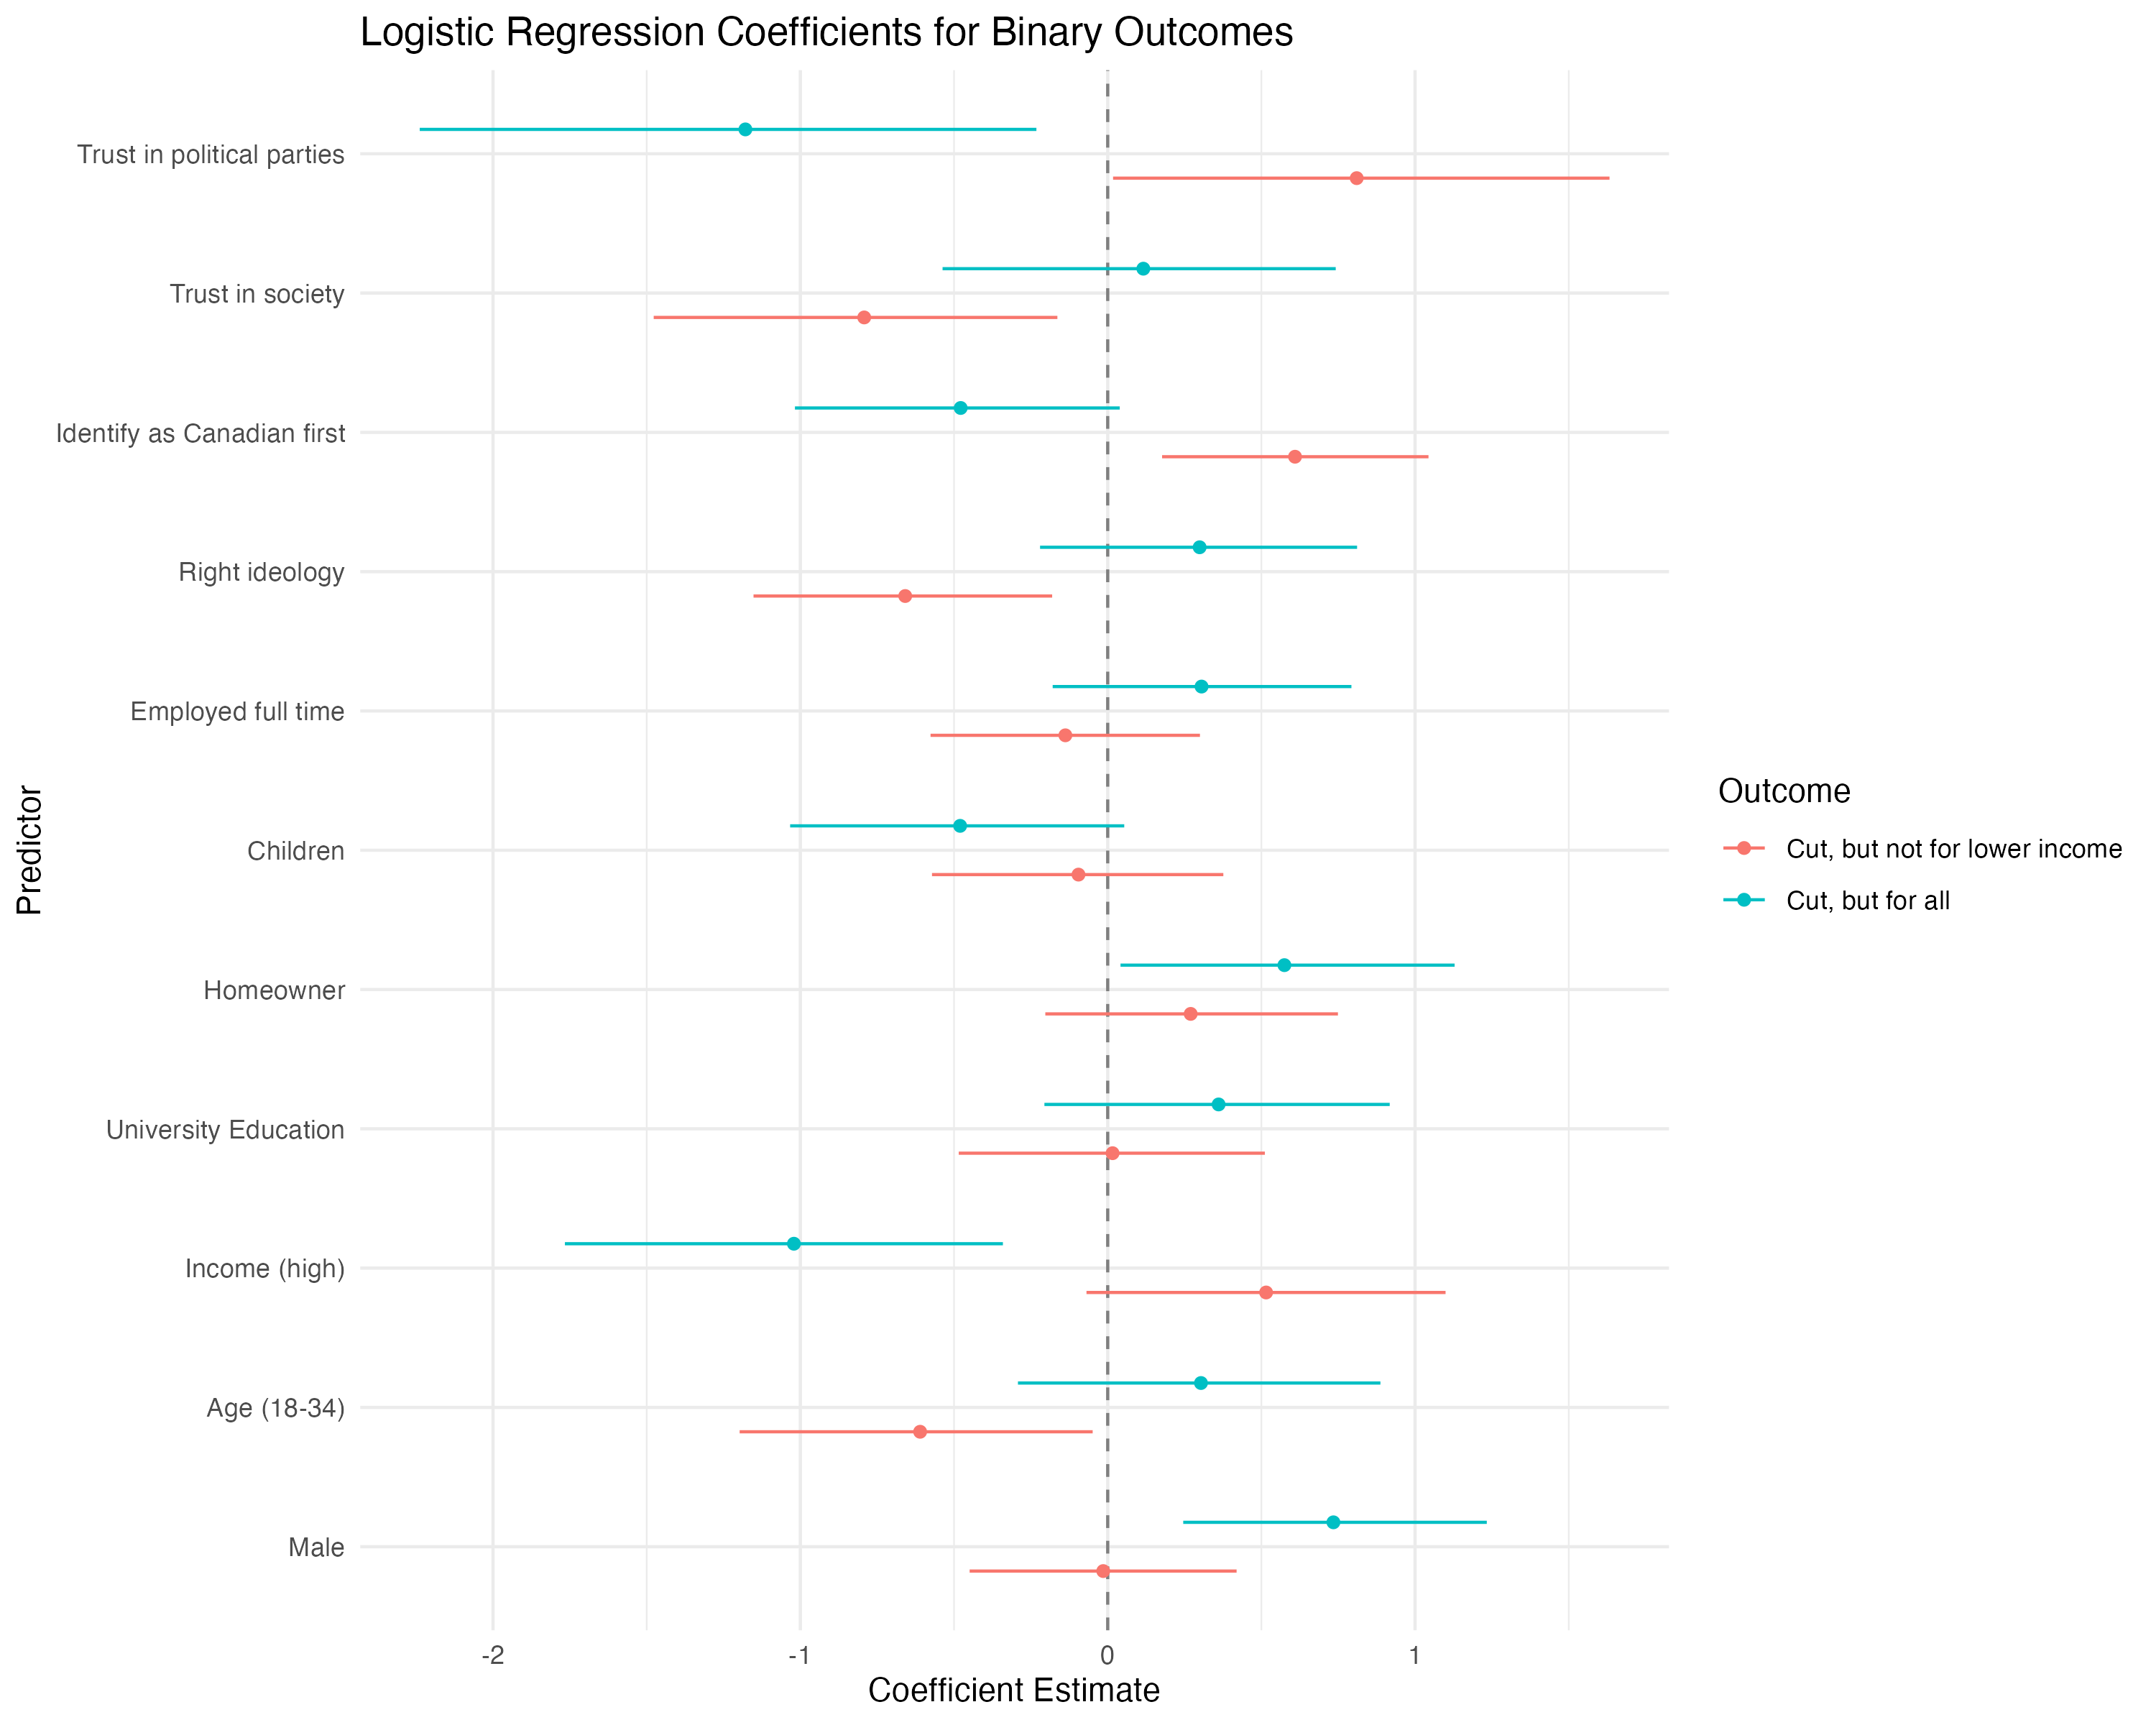 Logistic Regression Coefficients for Binary Outcomes
Predictor
Trust in political parties
Trust in society
Identify as Canadian first
Right ideology
Employed full time
Children
Homeowner
University Education
Income (high)
Age (18-34)
Male
-2
-1
0
1
Coefficient Estimate
Outcome
Cut, but not for lower income
Cut, but for all